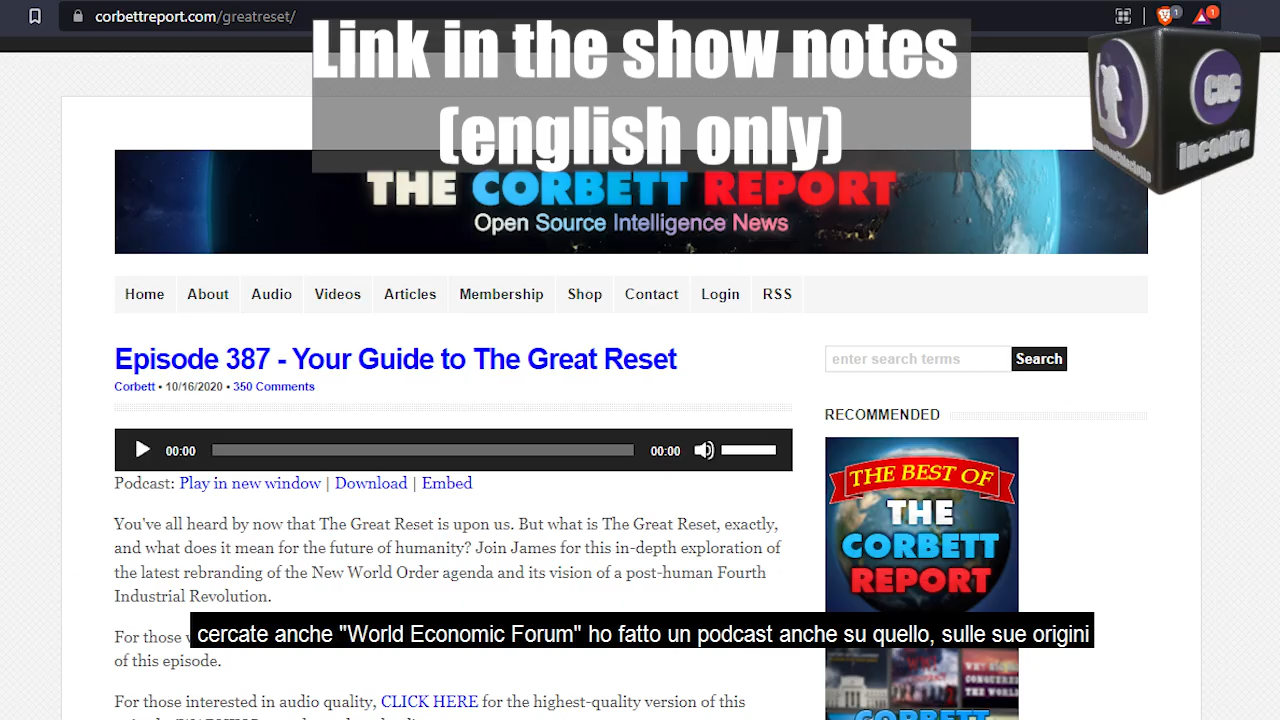 corbettreport.com/greatreset/
1
1
Link in the show notes
(english only)
CBC
incontra
THE CORBETT REPORT
Open Source Intelligence News
Home About Audio Videos Articles Membership Shop Contact Login RSS
Episode 387 - Your Guide to The Great Reset
Corbett • 10/16/2020 • 350 Comments
enter search terms Search
RECOMMENDED
00:00 00:00
Podcast: Play in new window | Download | Embed
You've all heard by now that The Great Reset is upon us. But what is The Great Reset, exactly,
and what does it mean for the future of humanity? Join James for this in-depth exploration of
the latest rebranding of the New World Order agenda and its vision of a post-human Fourth
Industrial Revolution.
THE BEST OF
THE
CORBETT
REPORT
For those
cercate anche "World Economic Forum" ho fatto un podcast anche su quello, sulle sue origini
of this episode.
For those interested in audio quality, CLICK HERE for the highest-quality version of this